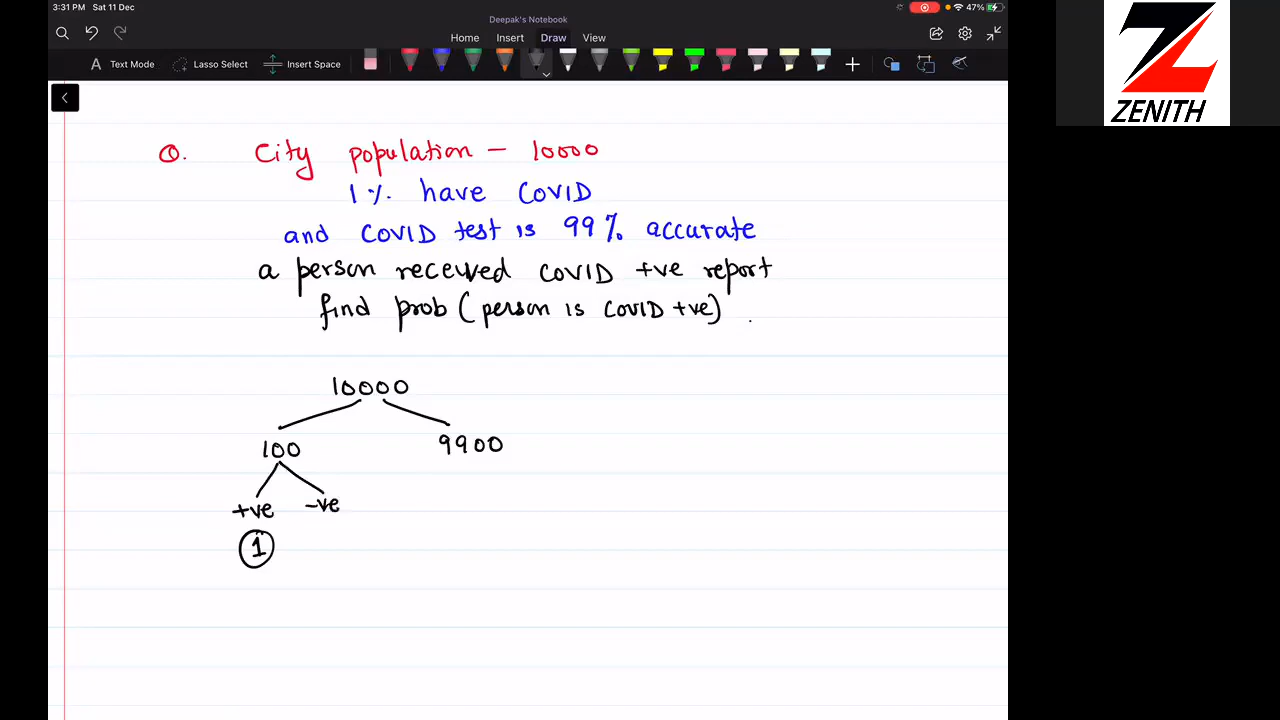 3:31 PM Sat 11 Dec
47%
Deepak's Notebook
Home Insert Draw View
Text Mode Lasso Select Insert Space
ZENITH
Q. City population - 10000
1% have COVID
and COVID test is 99% accurate
a person received COVID +ve report
find prob (person is COVID +ve).
10000
100 9900
+ve -ve
1